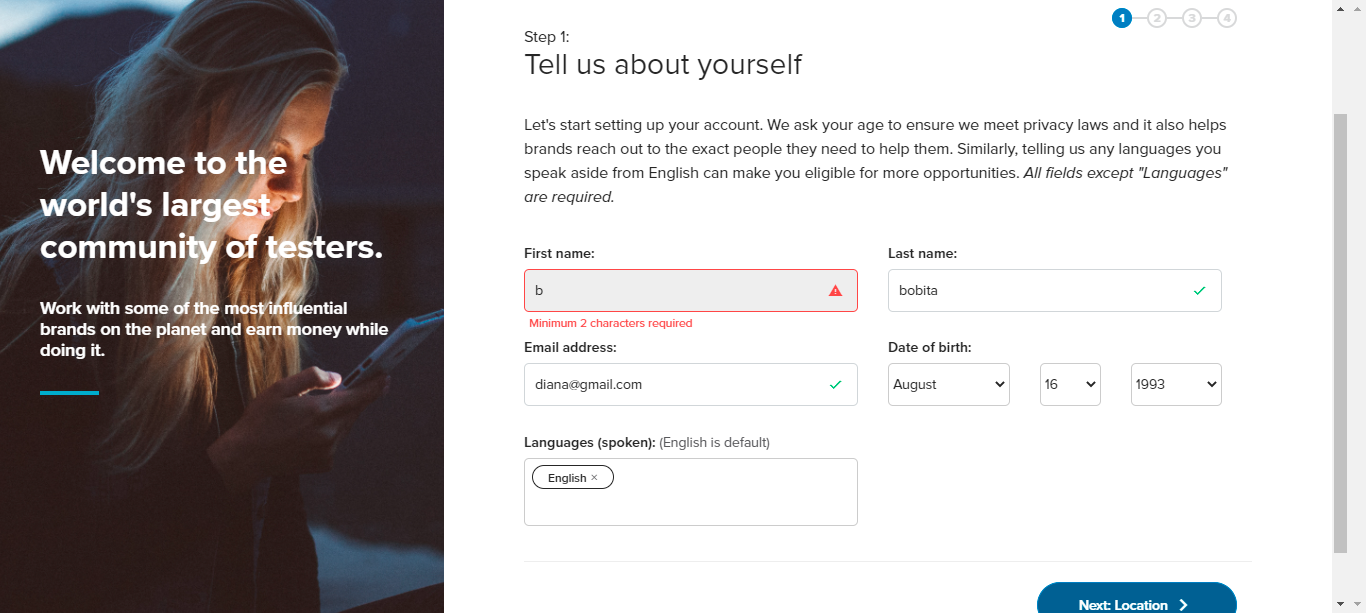 Welcome to the
world's largest
community of testers.
Work with some of the most influential
brands on the planet and earn money while
doing it.
1 2 3 4
Step 1:
Tell us about yourself
Let's start setting up your account. We ask your age to ensure we meet privacy laws and it also helps
brands reach out to the exact people they need to help them. Similarly, telling us any languages you
speak aside from English can make you eligible for more opportunities. All fields except "Languages"
are required.
First name:
Last name:
b
bobita
Minimum 2 characters required
Email address:
Date of birth:
diana@gmail.com
August
16
1993
Languages (spoken): (English is default)
English ×
Next: Location